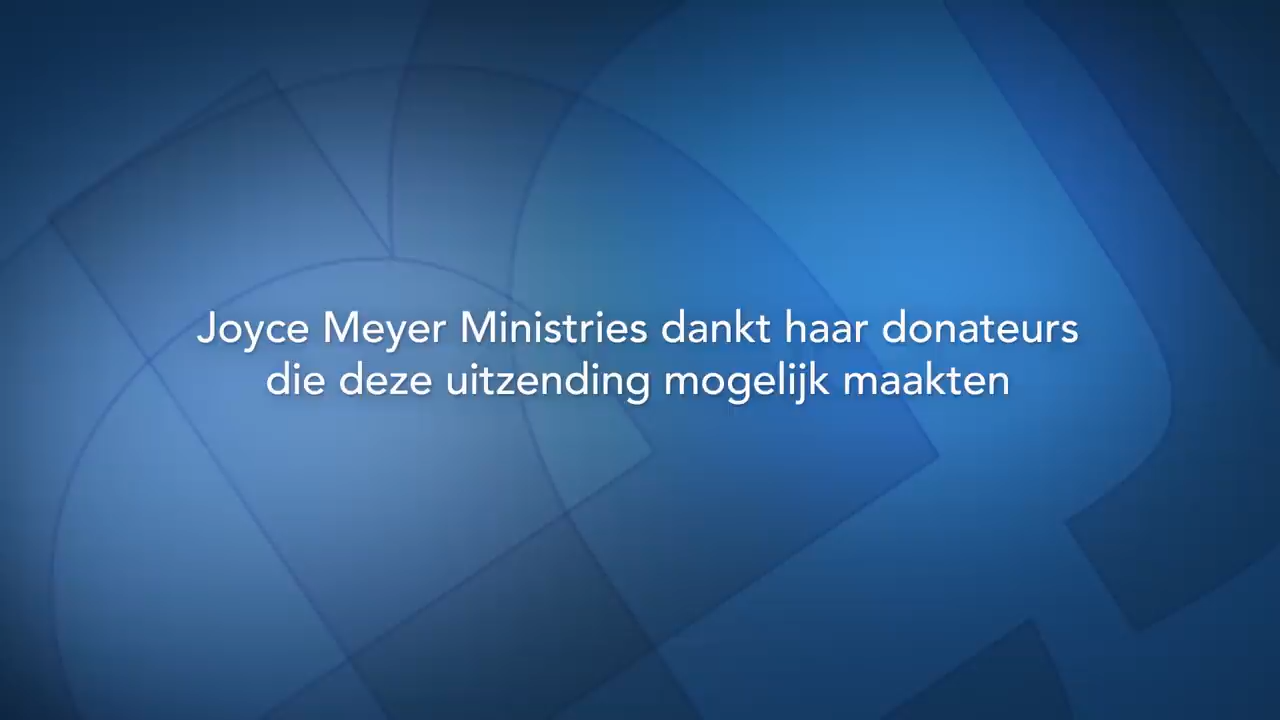 Joyce Meyer Ministries dankt haar donateurs
die deze uitzending mogelijk maakten